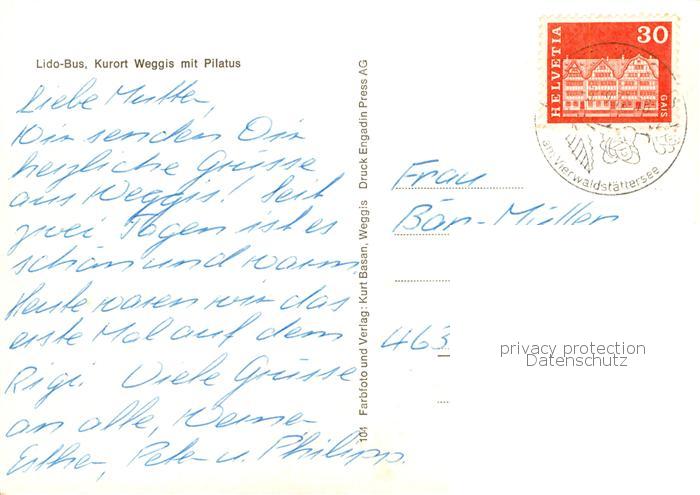 Lido-Bus, Kurort Weggis mit Pilatus
Liebe Mutter,
Wir senden Dir
herzliche Grüsse
aus Weggis! Seit
zwei Tagen ist es
schön und warm
Heute waren wir das
erste Mal auf dem
Rigi. Viele Grüsse
an alle, Werner
Esther, Peter u. Philipp.
104 Farbfoto und Verlag: Kurt Basan, Weggis Druck Engadin Press AG
HELVETIA
30
GAIS
am Vierwaldstättersee
Frau
Bär-Müller
463
privacy protection
Datenschutz